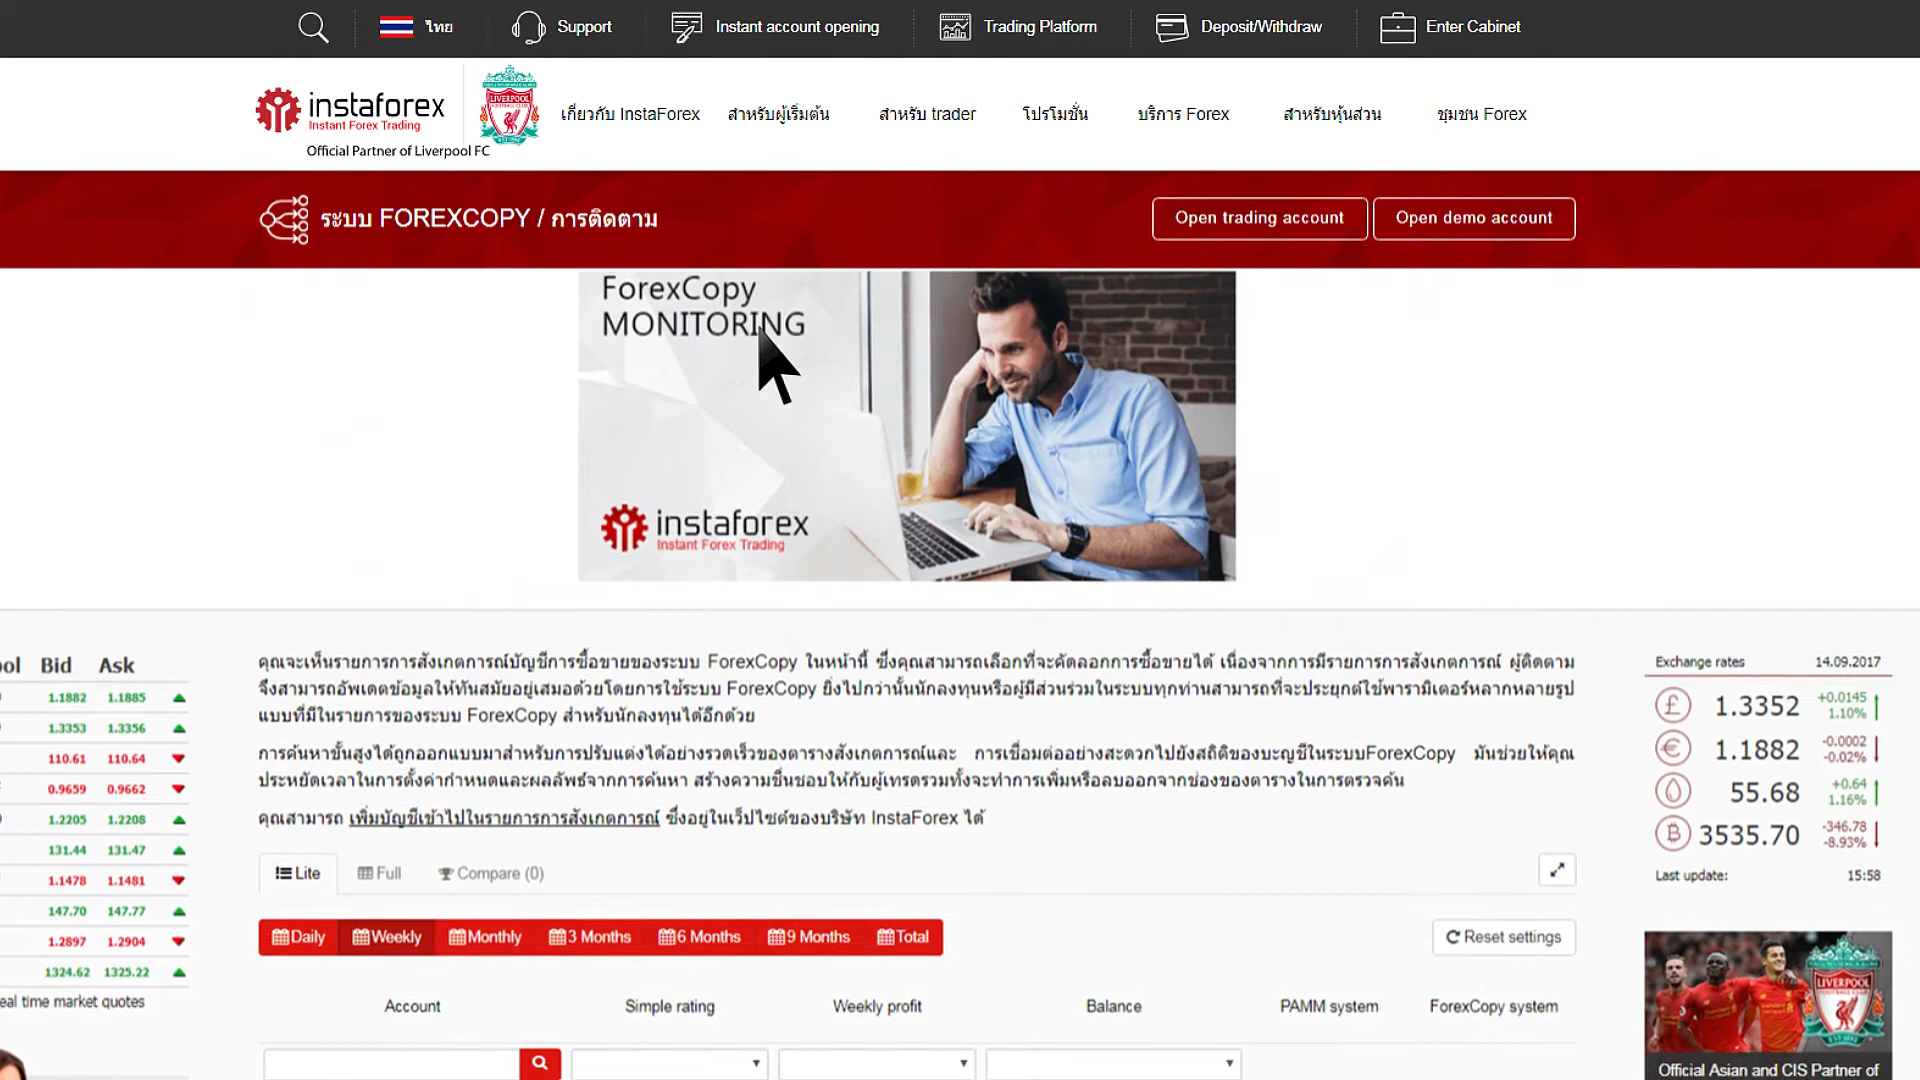 ไทย
Support
Instant account opening
Trading Platform
Deposit/Withdraw
Enter Cabinet
instaforex
Instant Forex Trading
Official Partner of Liverpool FC
LIVERPOOL
FOOTBALL CLUB
เกี่ยวกับ InstaForex
สำหรับผู้เริ่มต้น
สำหรับ trader
โปรโมชั่น
บริการ Forex
สำหรับหุ้นส่วน
ชุมชน Forex
ระบบ FOREXCOPY / การติดตาม
Open trading account
Open demo account
ForexCopy
MONITORING
instaforex
Instant Forex Trading
ool Bid Ask
1.1882 1.1885
1.3353 1.3356
110.61 110.64
0.9659 0.9662
1.2205 1.2208
131.44 131.47
1.1478 1.1481
147.70 147.77
1.2897 1.2904
1324.62 1325.22
eal time market quotes
คุณจะเห็นรายการการสังเกตการณ์บัญชีการซื้อขายของระบบ ForexCopy ในหน้านี้ ซึ่งคุณสามารถเลือกที่จะคัดลอกการซื้อขายได้ เนื่องจากการมีรายการการสังเกตการณ์ ผู้ติดตาม
จึงสามารถอัพเดตข้อมูลให้ทันสมัยอยู่เสมอด้วยโดยการใช้ระบบ ForexCopy ยิ่งไปกว่านั้นนักลงทุนหรือผู้มีส่วนร่วมในระบบทุกท่านสามารถที่จะประยุกต์ใช้พารามิเตอร์หลากหลายรูป
แบบที่มีในรายการของระบบ ForexCopy สำหรับนักลงทุนได้อีกด้วย
การค้นหาขั้นสูงได้ถูกออกแบบมาสำหรับการปรับแต่งได้อย่างรวดเร็วของตารางสังเกตการณ์และ การเชื่อมต่ออย่างสะดวกไปยังสถิติของบะญชีในระบบForexCopy มันช่วยให้คุณ
ประหยัดเวลาในการตั้งค่ากำหนดและผลลัพธ์จากการค้นหา สร้างความชื่นชอบให้กับผู้เทรดรวมทั้งจะทำการเพิ่มหรือลบออกจากช่องของตารางในการตรวจค้น
คุณสามารถ เพิ่มบัญชีเข้าไปในรายการการสังเกตการณ์ ซึ่งอยู่ในเว็ปไซต์ของบริษัท InstaForex ได้
Lite
Full
Compare (0)
Daily
Weekly
Monthly
3 Months
6 Months
9 Months
Total
Reset settings
Account
Simple rating
Weekly profit
Balance
PAMM system
ForexCopy system
Exchange rates 14.09.2017
1.3352 +0.0145 1.10%
1.1882 -0.0002 -0.02%
55.68 +0.64 1.16%
3535.70 -346.78 -8.93%
Last update: 15:58
LIVERPOOL
Official Asian and CIS Partner of